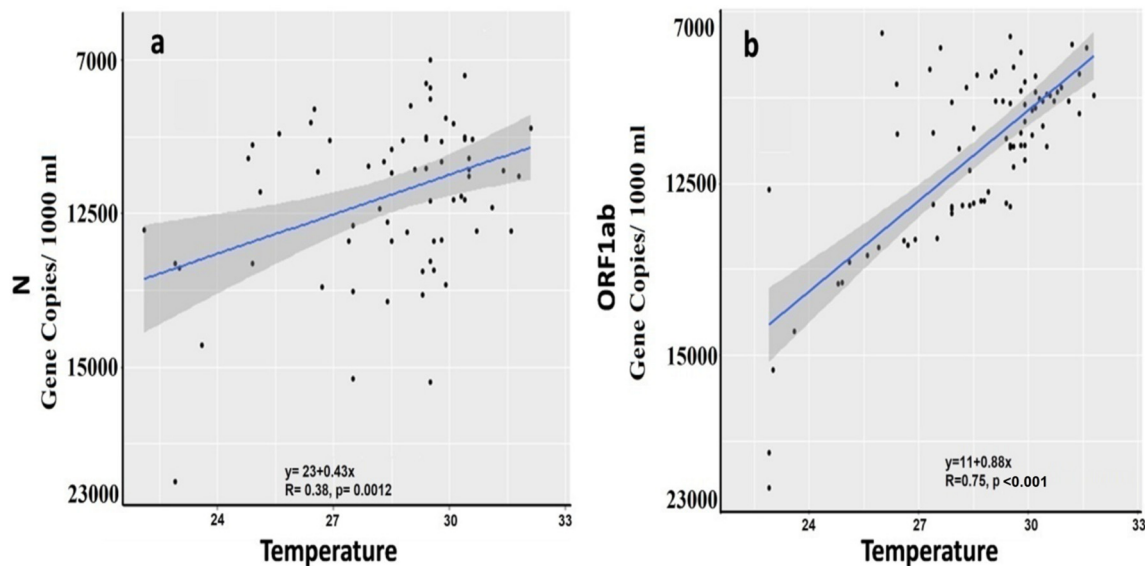 a
7000
12500
15000
23000
N
Gene Copies/ 1000 ml
y= 23+0.43x
R= 0.38, p= 0.0012
24 27 30 33
Temperature
b
7000
12500
15000
23000
ORF1ab
Gene Copies/ 1000 ml
y=11+0.88x
R=0.75, p <0.001
24 27 30 33
Temperature